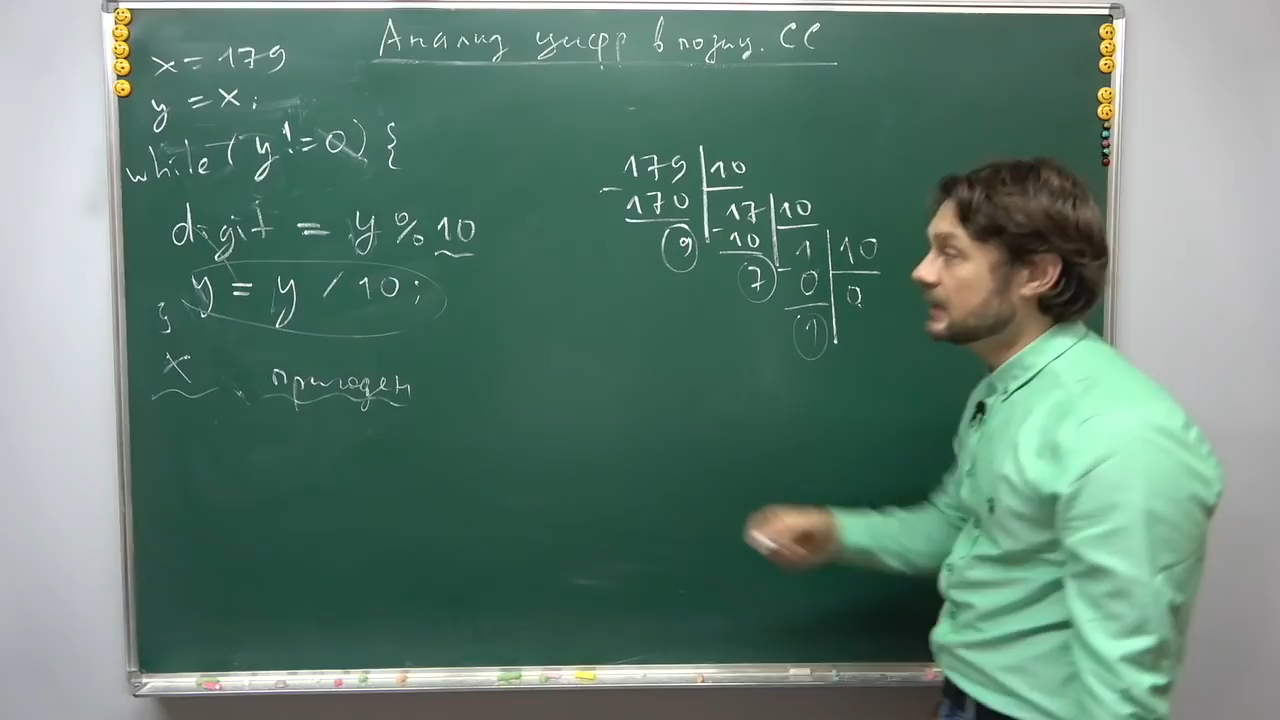 Анализ цифр в позиц. СС
x = 179
y = x;
while (y != 0) {
digit = y % 10
y = y / 10;
}
x пригоден
179 10
- 170 17 10
9 - 10 1 10
7 - 0 0
1